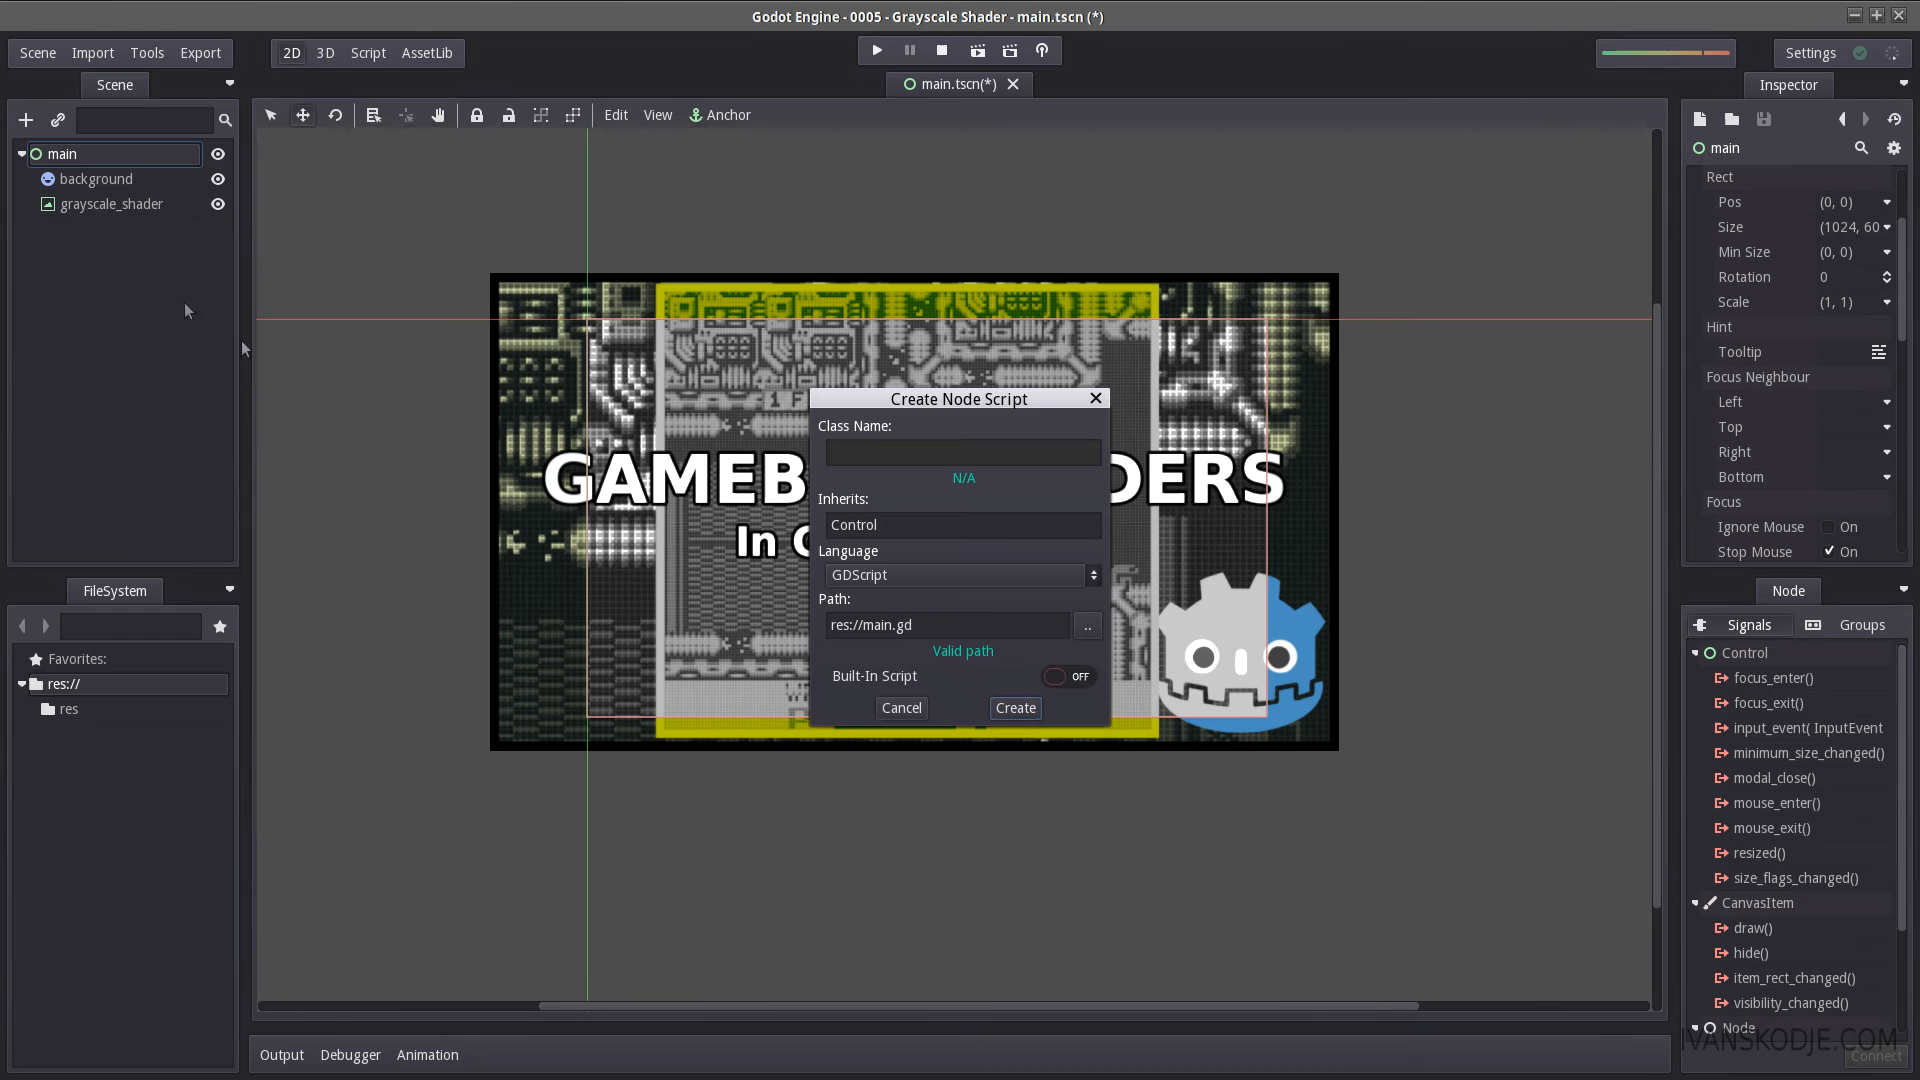 Godot Engine - 0005 - Grayscale Shader - main.tscn (*)
Scene Import Tools Export
2D 3D Script AssetLib
Settings
Scene
main.tscn(*)
Inspector
Edit View Anchor
main
background
grayscale_shader
main
Rect
Pos (0, 0)
Size (1024, 60
Min Size (0, 0)
Rotation 0
Scale (1, 1)
Hint
Tooltip
Focus Neighbour
Left
Top
Right
Bottom
Focus
Ignore Mouse On
Stop Mouse On
1 F
GAMEB DERS
In
Create Node Script
Class Name:
N/A
Inherits:
Control
Language
GDScript
Path:
res://main.gd
..
Valid path
Built-In Script OFF
Cancel Create
FileSystem
Favorites:
res://
res
Node
Signals Groups
Control
focus_enter()
focus_exit()
input_event( InputEvent
minimum_size_changed()
modal_close()
mouse_enter()
mouse_exit()
resized()
size_flags_changed()
CanvasItem
draw()
hide()
item_rect_changed()
visibility_changed()
Node
IVANSKODJE.COM
Connect
Output Debugger Animation